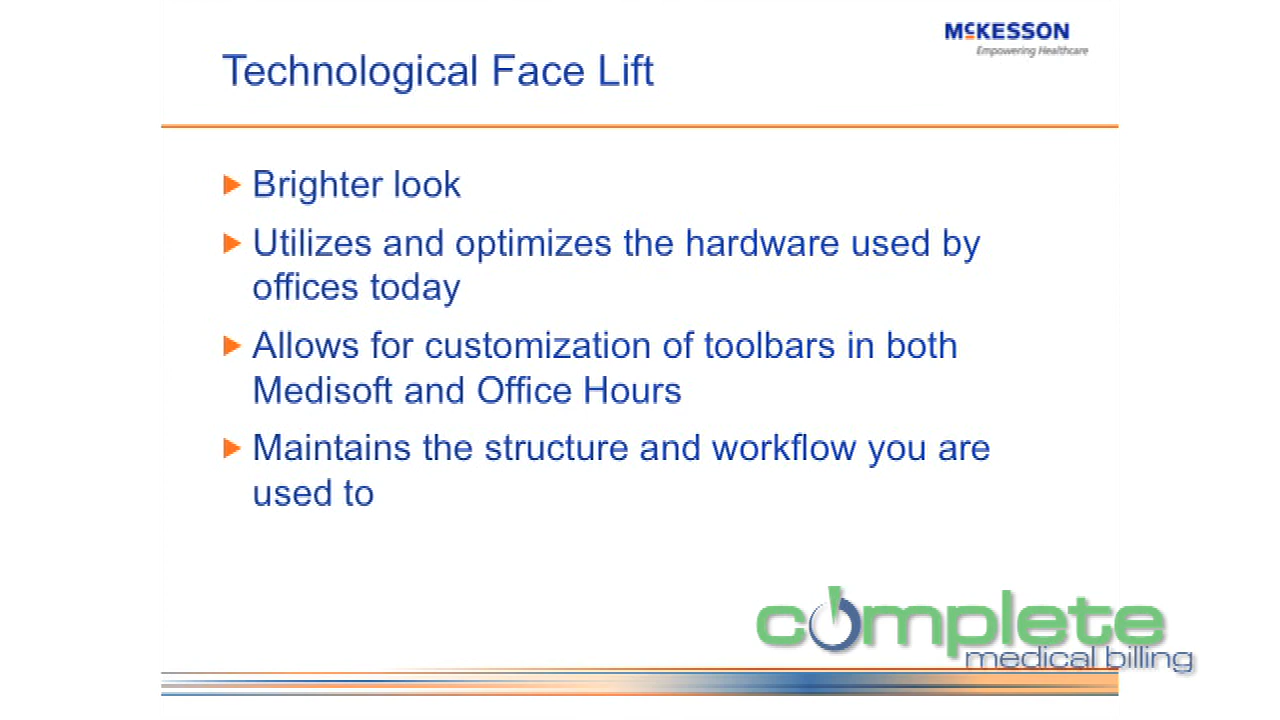 McKESSON
Empowering Healthcare
Technological Face Lift
Brighter look
Utilizes and optimizes the hardware used by
offices today
Allows for customization of toolbars in both
Medisoft and Office Hours
Maintains the structure and workflow you are
used to
complete
medical billing